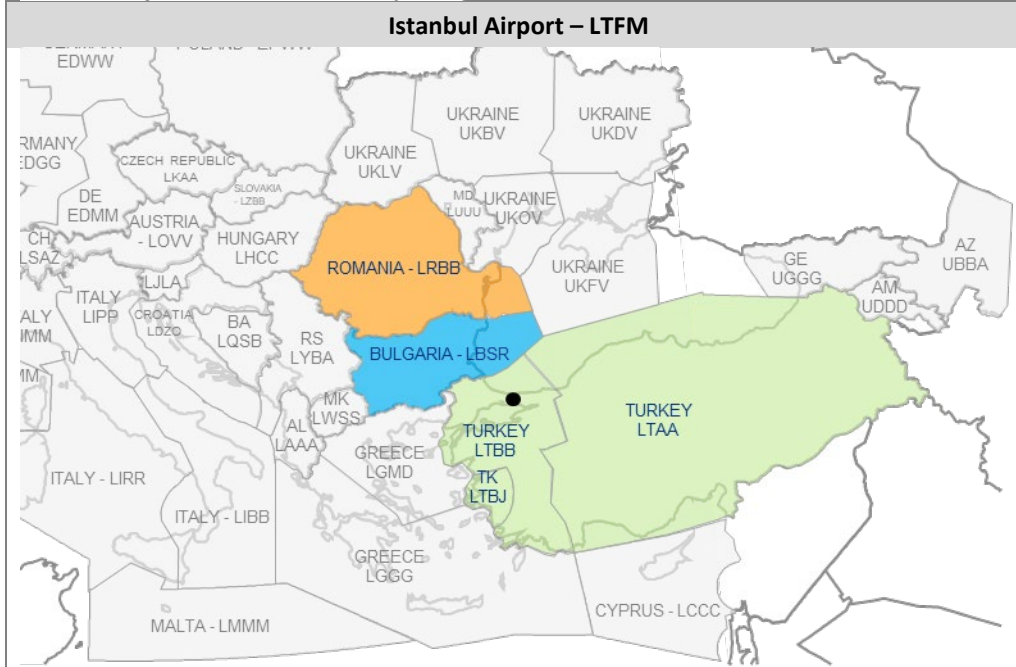 Istanbul Airport – LTFM
EDWW
UKRAINE
UKBV
UKRAINE
UKDV
UKRAINE
UKLV
CZECH REPUBLIC
LKAA
SLOVAKIA
- LZBB
MD
LUUU
UKRAINE
UKOV
DE
EDMM
AUSTRIA
- LOVV
HUNGARY
LHCC
CH
LSAZ
ROMANIA - LRBB
UKRAINE
UKFV
GE
UGGG
AZ
UBBA
AM
UDDD
LJLA
ITALY
LIPP
CROATIA
LDZO
BA
LQSB
RS
LYBA
BULGARIA - LBSR
MK
LWSS
AL
LAAA
TURKEY
LTBB
TURKEY
LTAA
GREECE
LGMD
TK
LTBJ
ITALY - LIRR
ITALY - LIBB
GREECE
LGGG
CYPRUS - LCCC
MALTA - LMMM